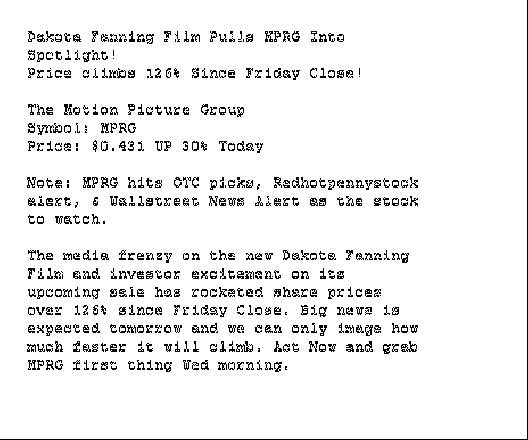 Dakota Fanning Film Pulls MPRG Into
Spotlight!
Price climbs 126% Since Friday Close!
The Motion Picture Group
Symbol: MPRG
Price: $0.431 UP 30% Today
Note: MPRG hits OTC picks, Radhotpennystock
alert, & Wallstreet News Alert as the stock
to watch.
The media frenzy on the new Dakota Fanning
Film and investor excitement on its
upcoming sale has rocketed share prices
over 126% since Friday Close. Big news is
expected tomorrow and we can only image how
much faster it will climb. Act Now and grab
MPRG first thing Wed morning.